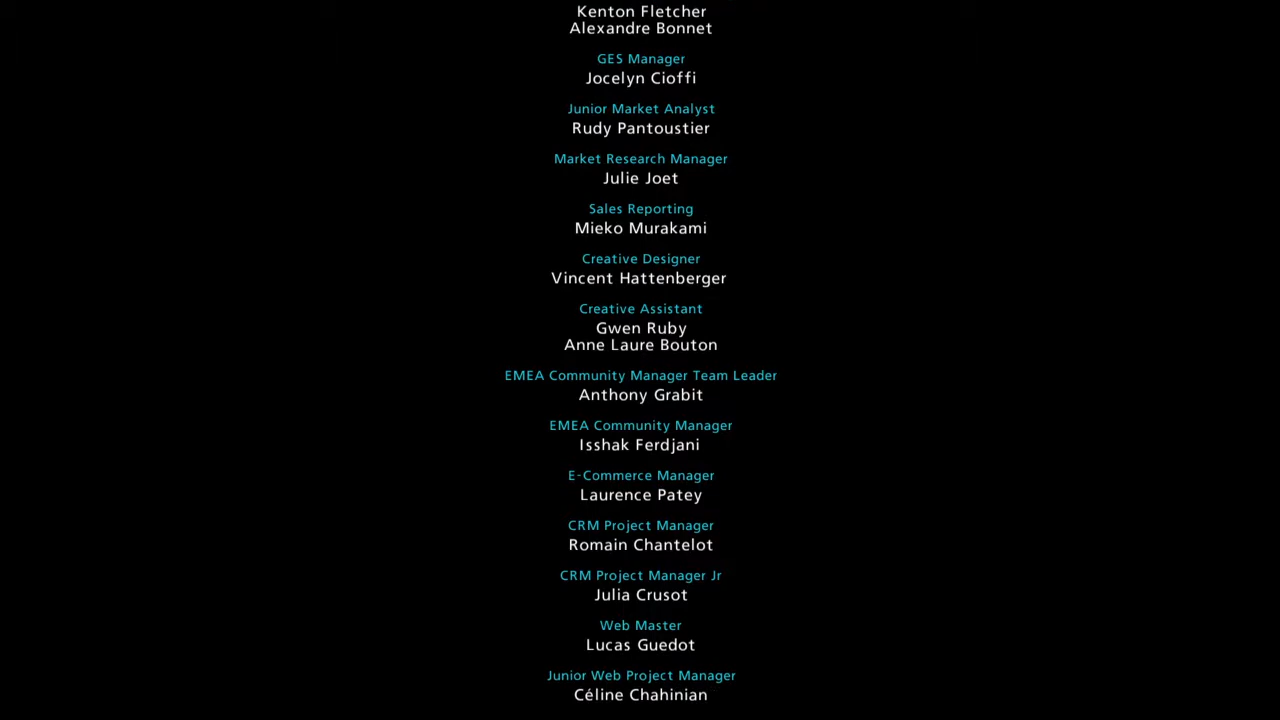 Kenton Fletcher
Alexandre Bonnet
GES Manager
Jocelyn Cioffi
Junior Market Analyst
Rudy Pantoustier
Market Research Manager
Julie Joet
Sales Reporting
Mieko Murakami
Creative Designer
Vincent Hattenberger
Creative Assistant
Gwen Ruby
Anne Laure Bouton
EMEA Community Manager Team Leader
Anthony Grabit
EMEA Community Manager
Isshak Ferdjani
E-Commerce Manager
Laurence Patey
CRM Project Manager
Romain Chantelot
CRM Project Manager Jr
Julia Crusot
Web Master
Lucas Guedot
Junior Web Project Manager
Céline Chahinian